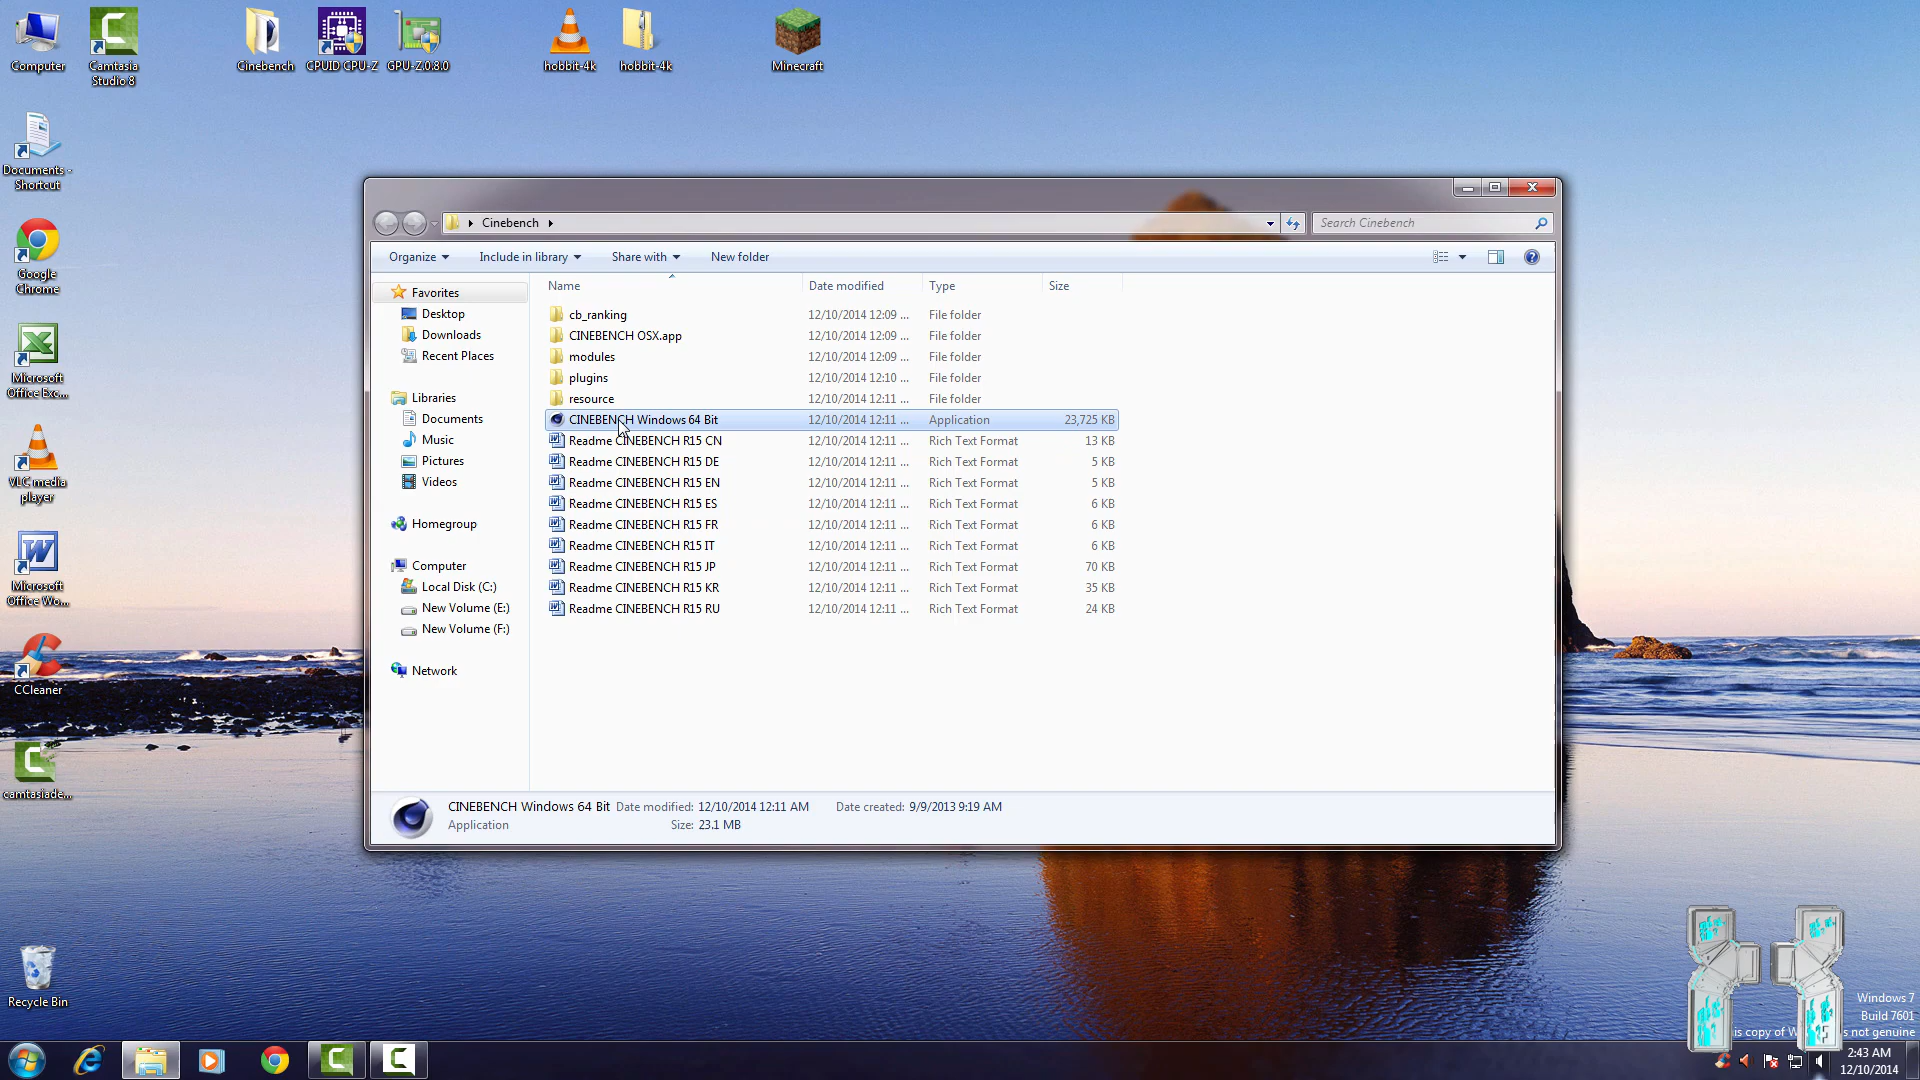 Computer
Camtasia
Studio 8
Cinebench
CPUID CPU-Z
GPU-Z.0.8.0
hobbit-4k
hobbit-4k
Minecraft
Documents -
Shortcut
Google
Chrome
Microsoft
Office Exc...
VLC media
player
Microsoft
Office Wo...
CCleaner
camtasiade...
Recycle Bin
Cinebench
Search Cinebench
Organize
Include in library
Share with
New folder
Name
Date modified
Type
Size
Favorites
Desktop
Downloads
Recent Places
Libraries
Documents
Music
Pictures
Videos
Homegroup
Computer
Local Disk (C:)
New Volume (E:)
New Volume (F:)
Network
cb_ranking 12/10/2014 12:09 ... File folder
CINEBENCH OSX.app 12/10/2014 12:09 ... File folder
modules 12/10/2014 12:09 ... File folder
plugins 12/10/2014 12:10 ... File folder
resource 12/10/2014 12:11 ... File folder
CINEBENCH Windows 64 Bit 12/10/2014 12:11 ... Application 23,725 KB
Readme CINEBENCH R15 CN 12/10/2014 12:11 ... Rich Text Format 13 KB
Readme CINEBENCH R15 DE 12/10/2014 12:11 ... Rich Text Format 5 KB
Readme CINEBENCH R15 EN 12/10/2014 12:11 ... Rich Text Format 5 KB
Readme CINEBENCH R15 ES 12/10/2014 12:11 ... Rich Text Format 6 KB
Readme CINEBENCH R15 FR 12/10/2014 12:11 ... Rich Text Format 6 KB
Readme CINEBENCH R15 IT 12/10/2014 12:11 ... Rich Text Format 6 KB
Readme CINEBENCH R15 JP 12/10/2014 12:11 ... Rich Text Format 70 KB
Readme CINEBENCH R15 KR 12/10/2014 12:11 ... Rich Text Format 35 KB
Readme CINEBENCH R15 RU 12/10/2014 12:11 ... Rich Text Format 24 KB
CINEBENCH Windows 64 Bit Date modified: 12/10/2014 12:11 AM Date created: 9/9/2013 9:19 AM
Application Size: 23.1 MB
Windows 7
Build 7601
is copy of not genuine
2:43 AM
12/10/2014